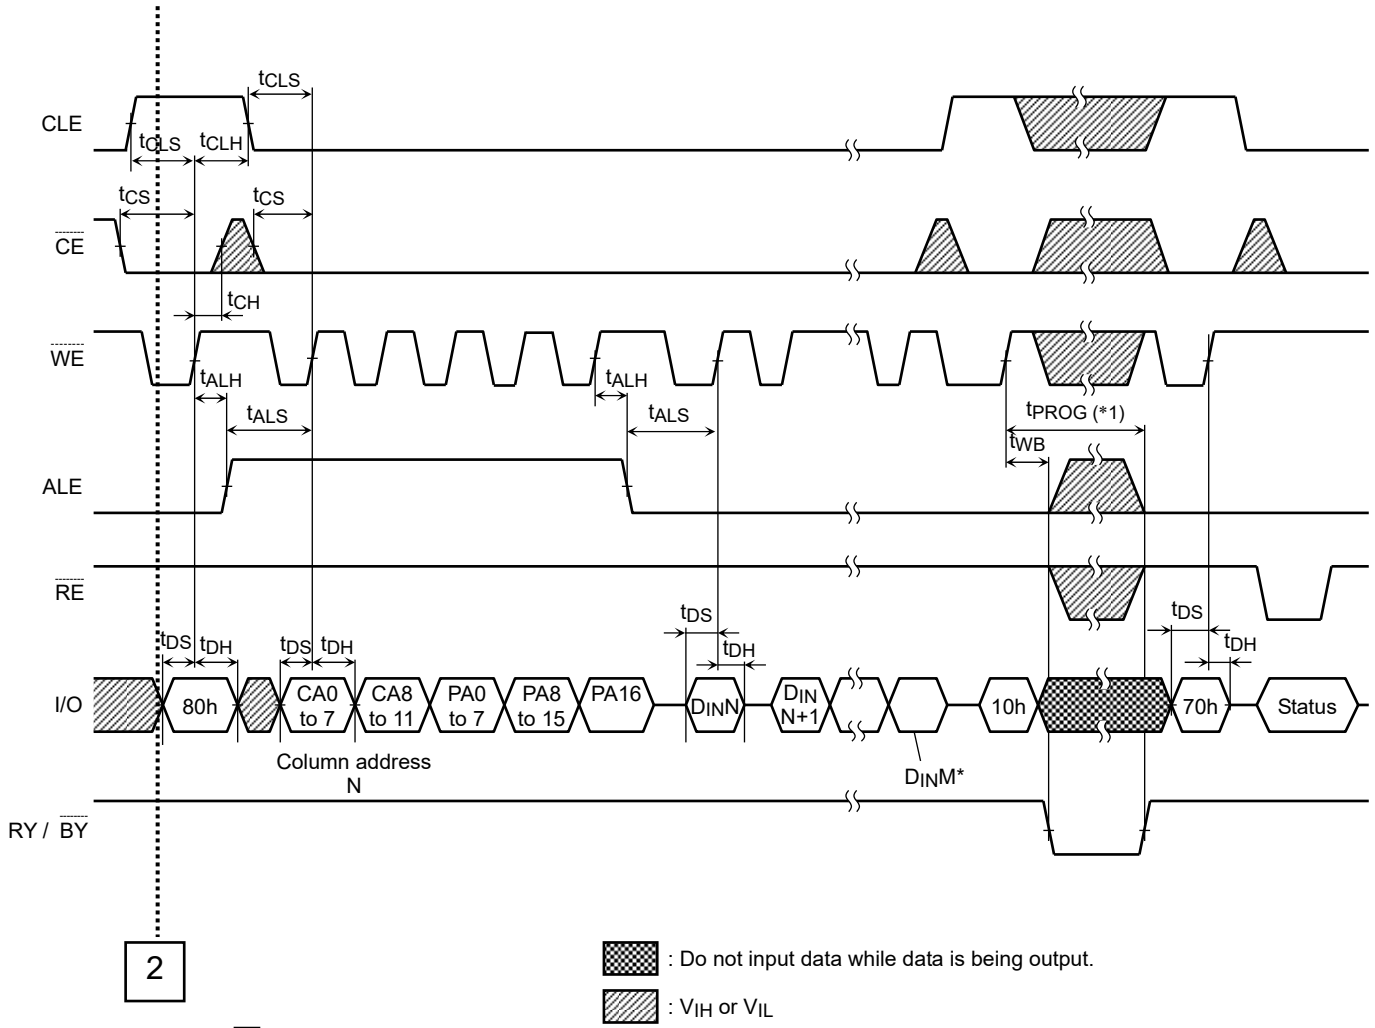 tCLS
CLE
tCLS tCLH
tCS tCS
CE
tCH
WE
tALH tALH
tALS tALS tPROG (*1)
tWB
ALE
RE
tDS tDH tDS tDH tDS tDH tDS tDH
I/O 80h CA0 to 7 CA8 to 11 PA0 to 7 PA8 to 15 PA16 DINN DIN N+1 10h 70h Status
Column address
N
DINM*
RY / BY
2
: Do not input data while data is being output.
: VIH or VIL